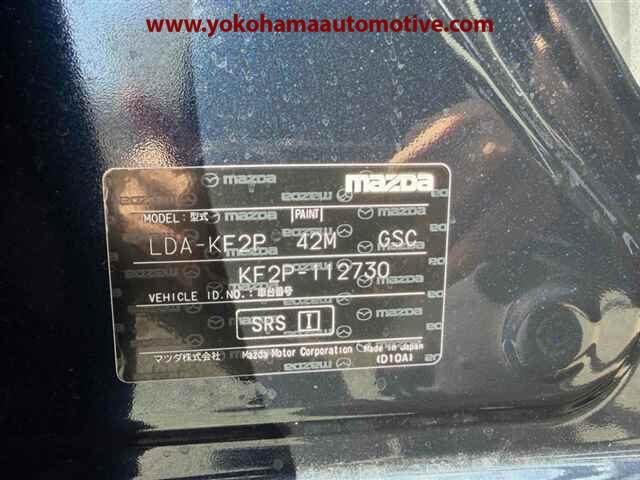 www.yokohamaautomotive.com
mazda
MODEL: 型式 PAINT
LDA-KF2P 42M GSC
KF2P-112730
VEHICLE ID.NO.: 車台番号
SRS I
マツダ株式会社 Mazda Motor Corporation Made in Japan
(D10A)